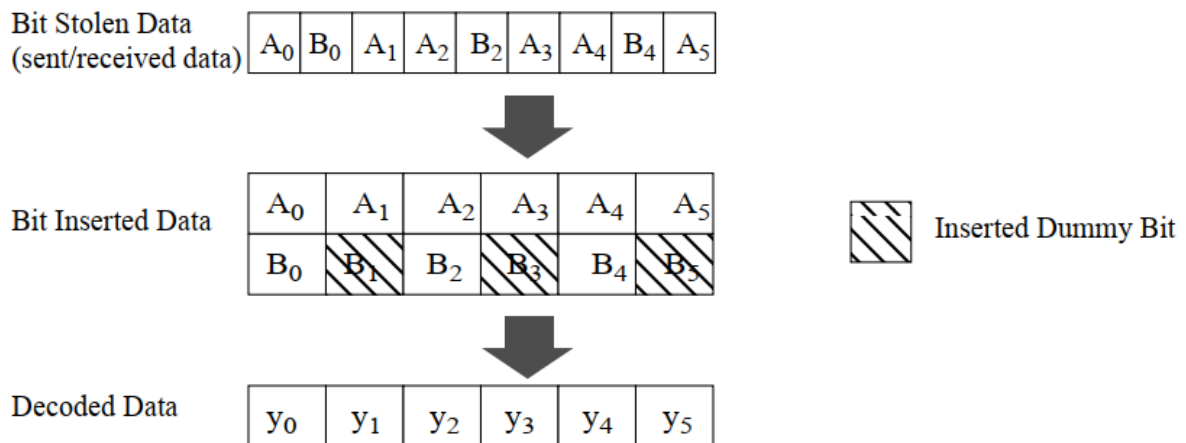 Bit Stolen Data
(sent/received data)
A₀ B₀ A₁ A₂ B₂ A₃ A₄ B₄ A₅
Bit Inserted Data
A₀ A₁ A₂ A₃ A₄ A₅
B₀ B₁ B₂ B₃ B₄ B₅
Inserted Dummy Bit
Decoded Data
y₀ y₁ y₂ y₃ y₄ y₅